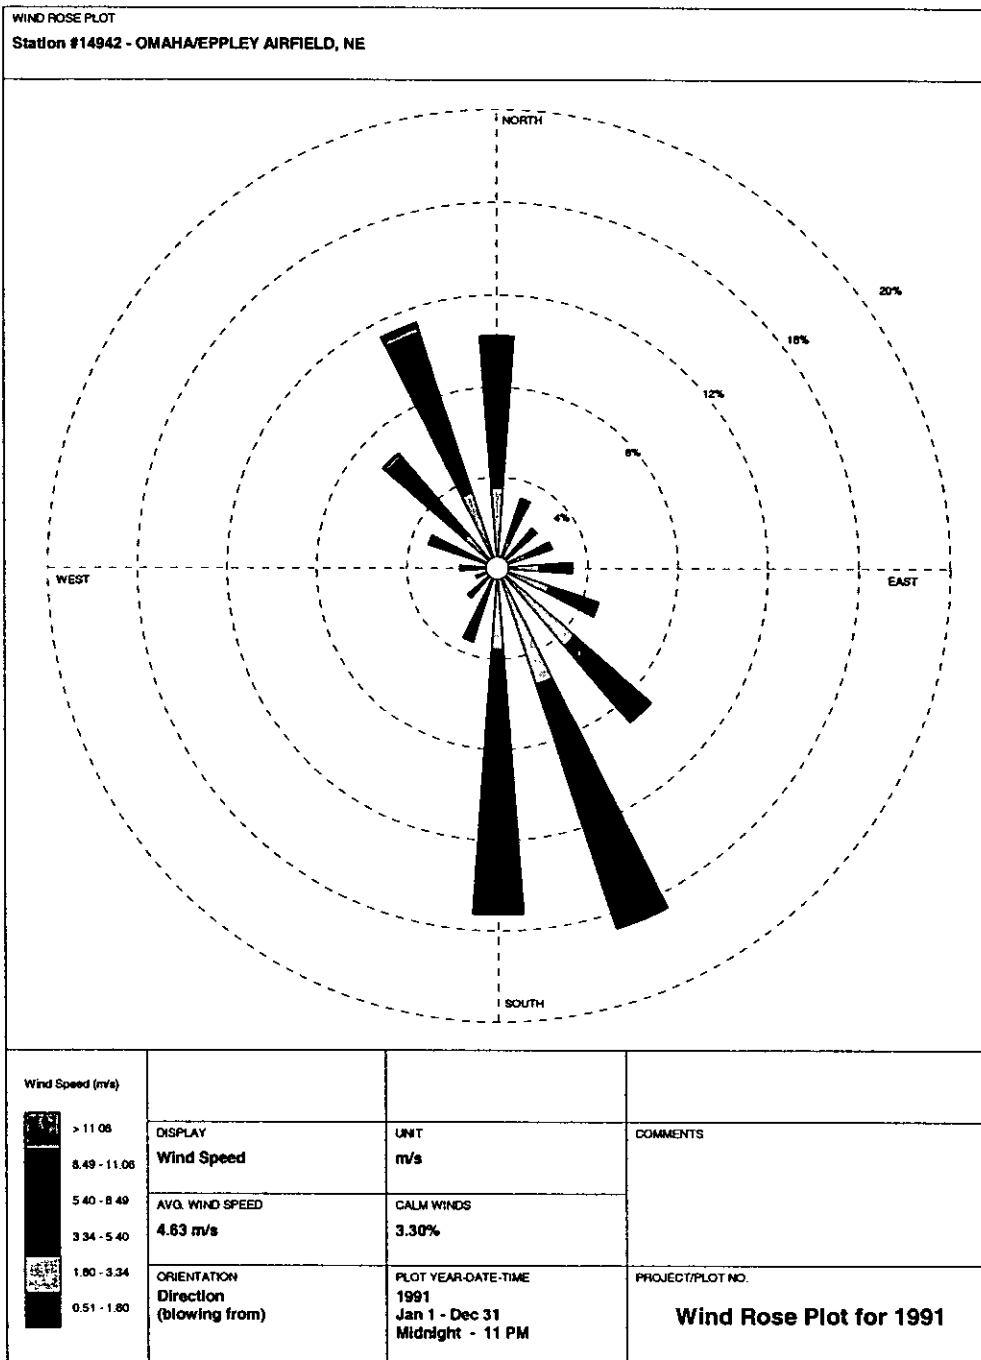 WIND ROSE PLOT
Station #14942 - OMAHA/EPPLEY AIRFIELD, NE
NORTH
20%
16%
12%
8%
4%
WEST
EAST
SOUTH
Wind Speed (m/s)
> 11.06
8.49 - 11.06
5.40 - 8.49
3.34 - 5.40
1.80 - 3.34
0.51 - 1.80
DISPLAY
Wind Speed
UNIT
m/s
COMMENTS
AVG. WIND SPEED
4.63 m/s
CALM WINDS
3.30%
ORIENTATION
Direction
(blowing from)
PLOT YEAR-DATE-TIME
1991
Jan 1 - Dec 31
Midnight - 11 PM
PROJECT/PLOT NO.
Wind Rose Plot for 1991